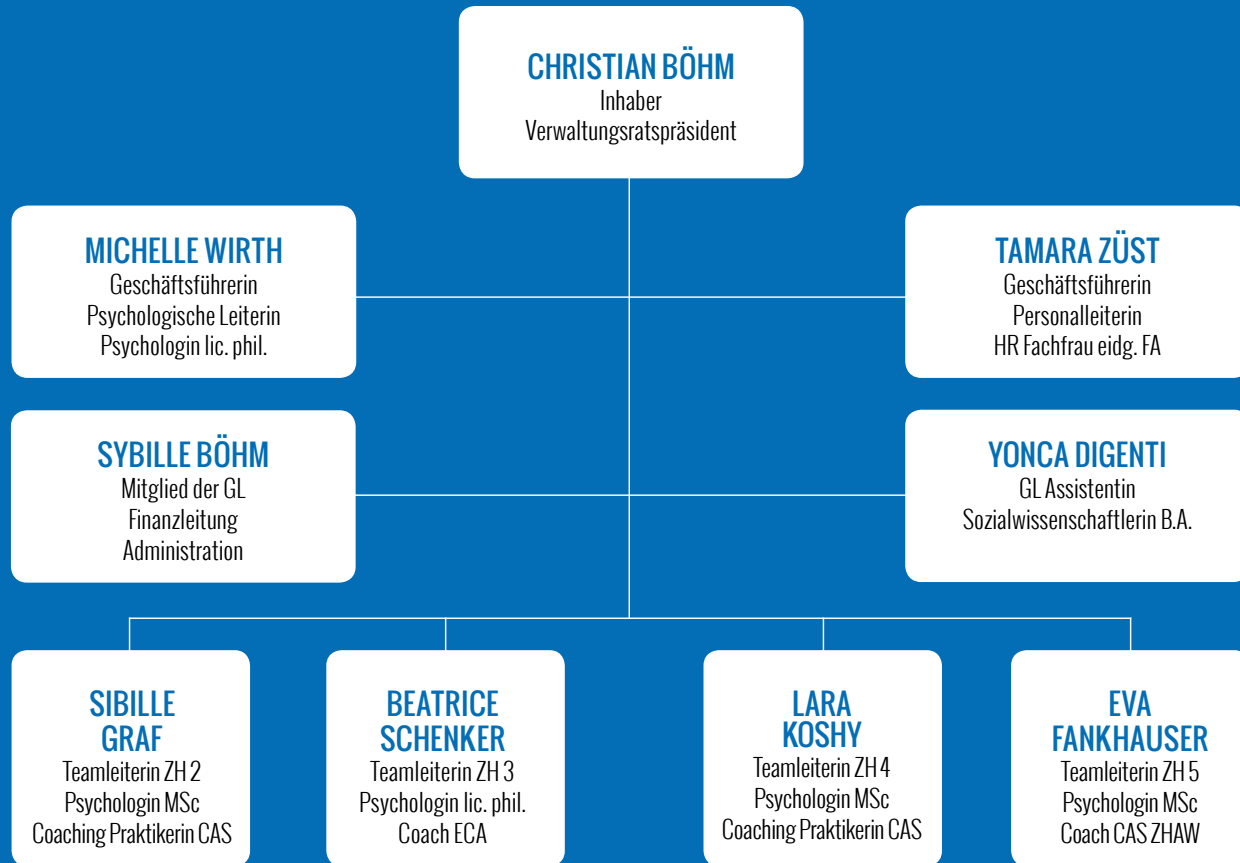 CHRISTIAN BÖHM
Inhaber
Verwaltungsratspräsident
MICHELLE WIRTH
Geschäftsführerin
Psychologische Leiterin
Psychologin lic. phil.
TAMARA ZÜST
Geschäftsführerin
Personalleiterin
HR Fachfrau eidg. FA
SYBILLE BÖHM
Mitglied der GL
Finanzleitung
Administration
YONCA DIGENTI
GL Assistentin
Sozialwissenschaftlerin B.A.
SIBILLE
GRAF
Teamleiterin ZH 2
Psychologin MSc
Coaching Praktikerin CAS
BEATRICE
SCHENKER
Teamleiterin ZH 3
Psychologin lic. phil.
Coach ECA
LARA
KOSHY
Teamleiterin ZH 4
Psychologin MSc
Coaching Praktikerin CAS
EVA
FANKHAUSER
Teamleiterin ZH 5
Psychologin MSc
Coach CAS ZHAW